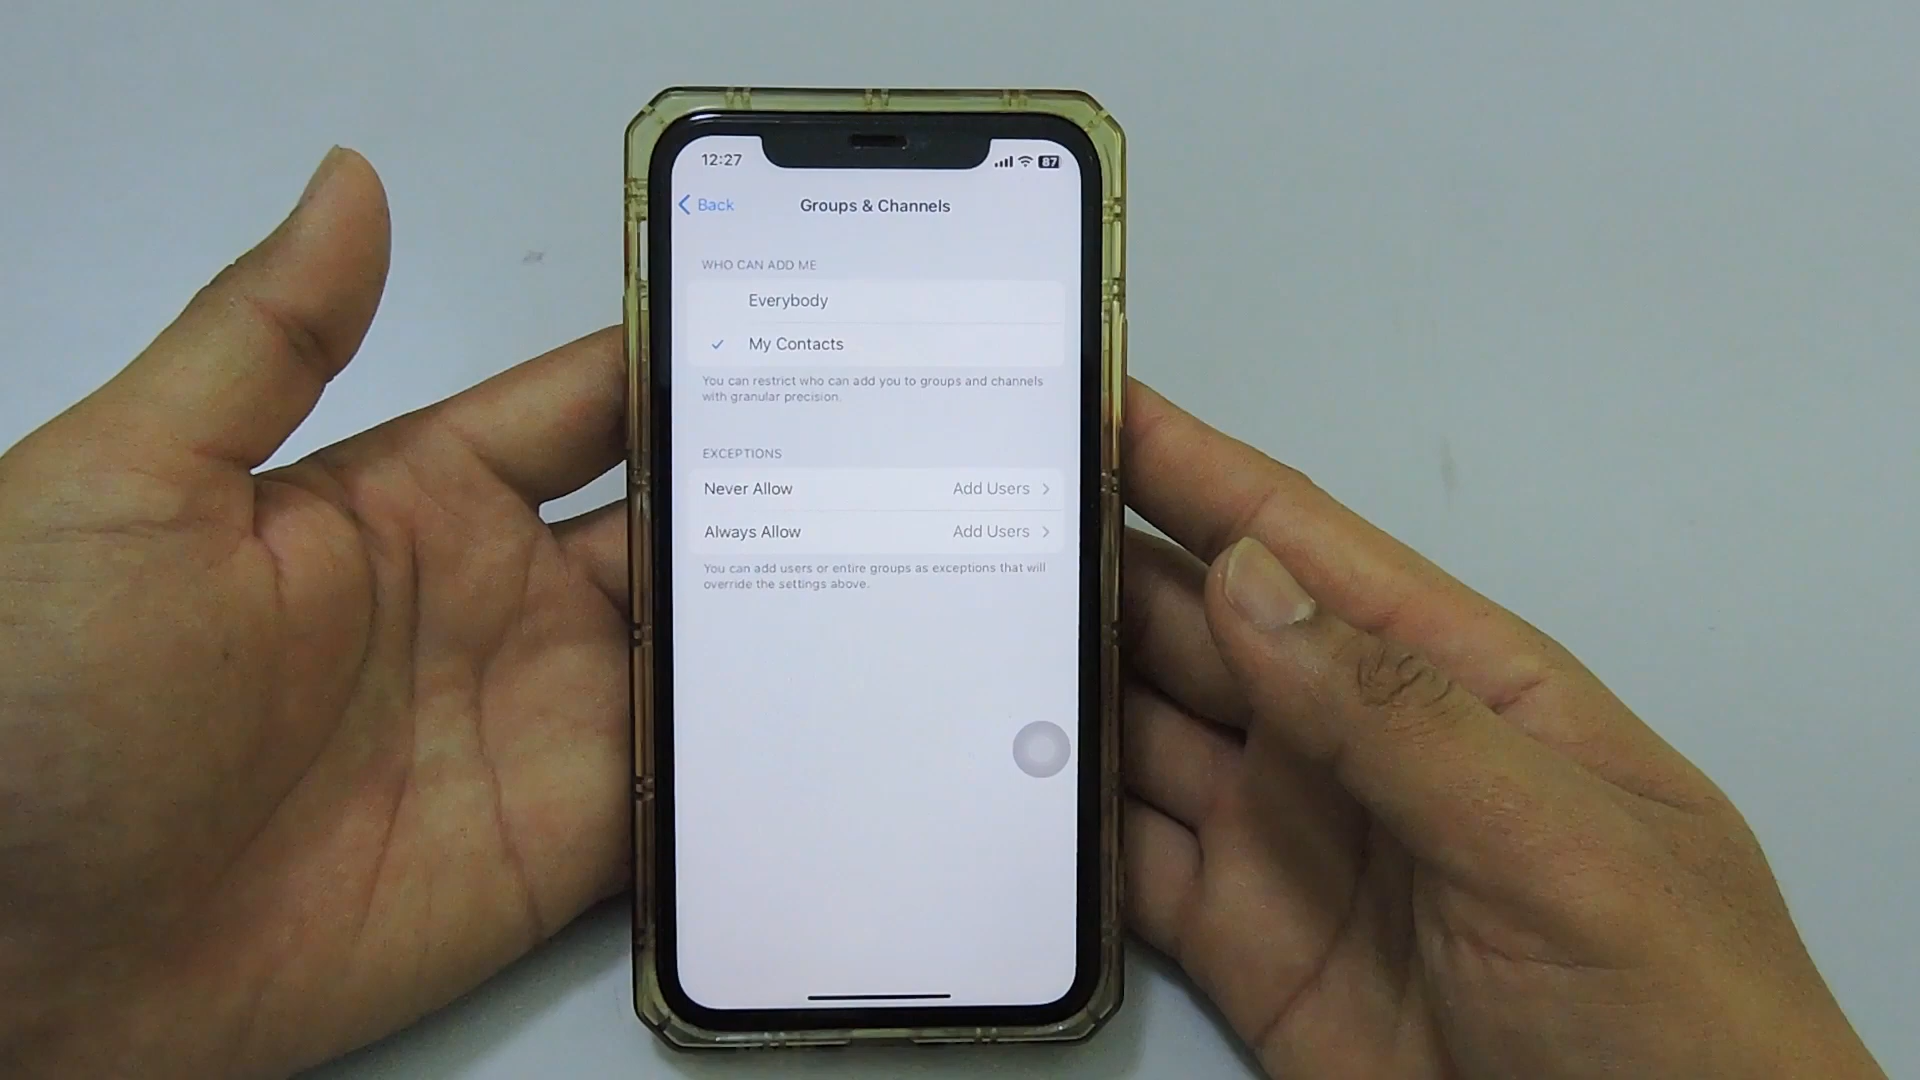 12:27
87
Back
Groups & Channels
WHO CAN ADD ME
Everybody
My Contacts
You can restrict who can add you to groups and channels
with granular precision.
EXCEPTIONS
Never Allow Add Users
Always Allow Add Users
You can add users or entire groups as exceptions that will
override the settings above.